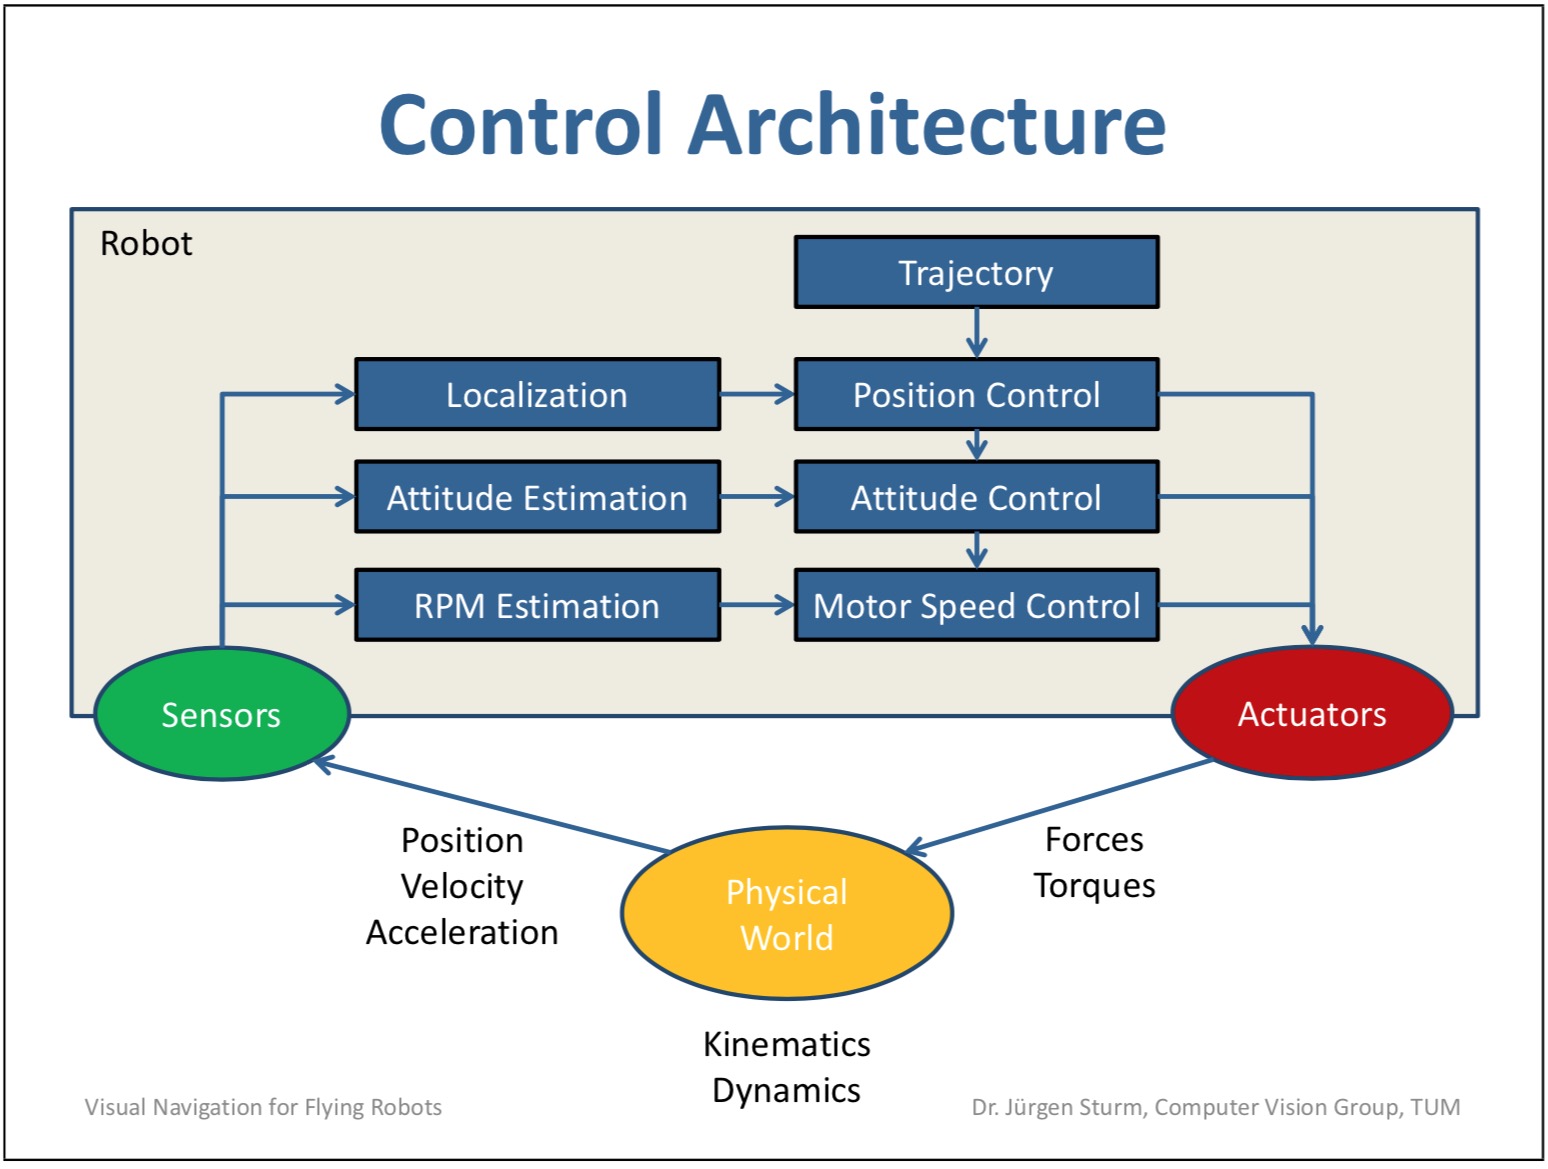 Control Architecture
Robot
Trajectory
Localization
Position Control
Attitude Estimation
Attitude Control
RPM Estimation
Motor Speed Control
Sensors
Actuators
Position
Velocity
Acceleration
Forces
Torques
Physical
World
Kinematics
Dynamics
Visual Navigation for Flying Robots
Dr. Jürgen Sturm, Computer Vision Group, TUM